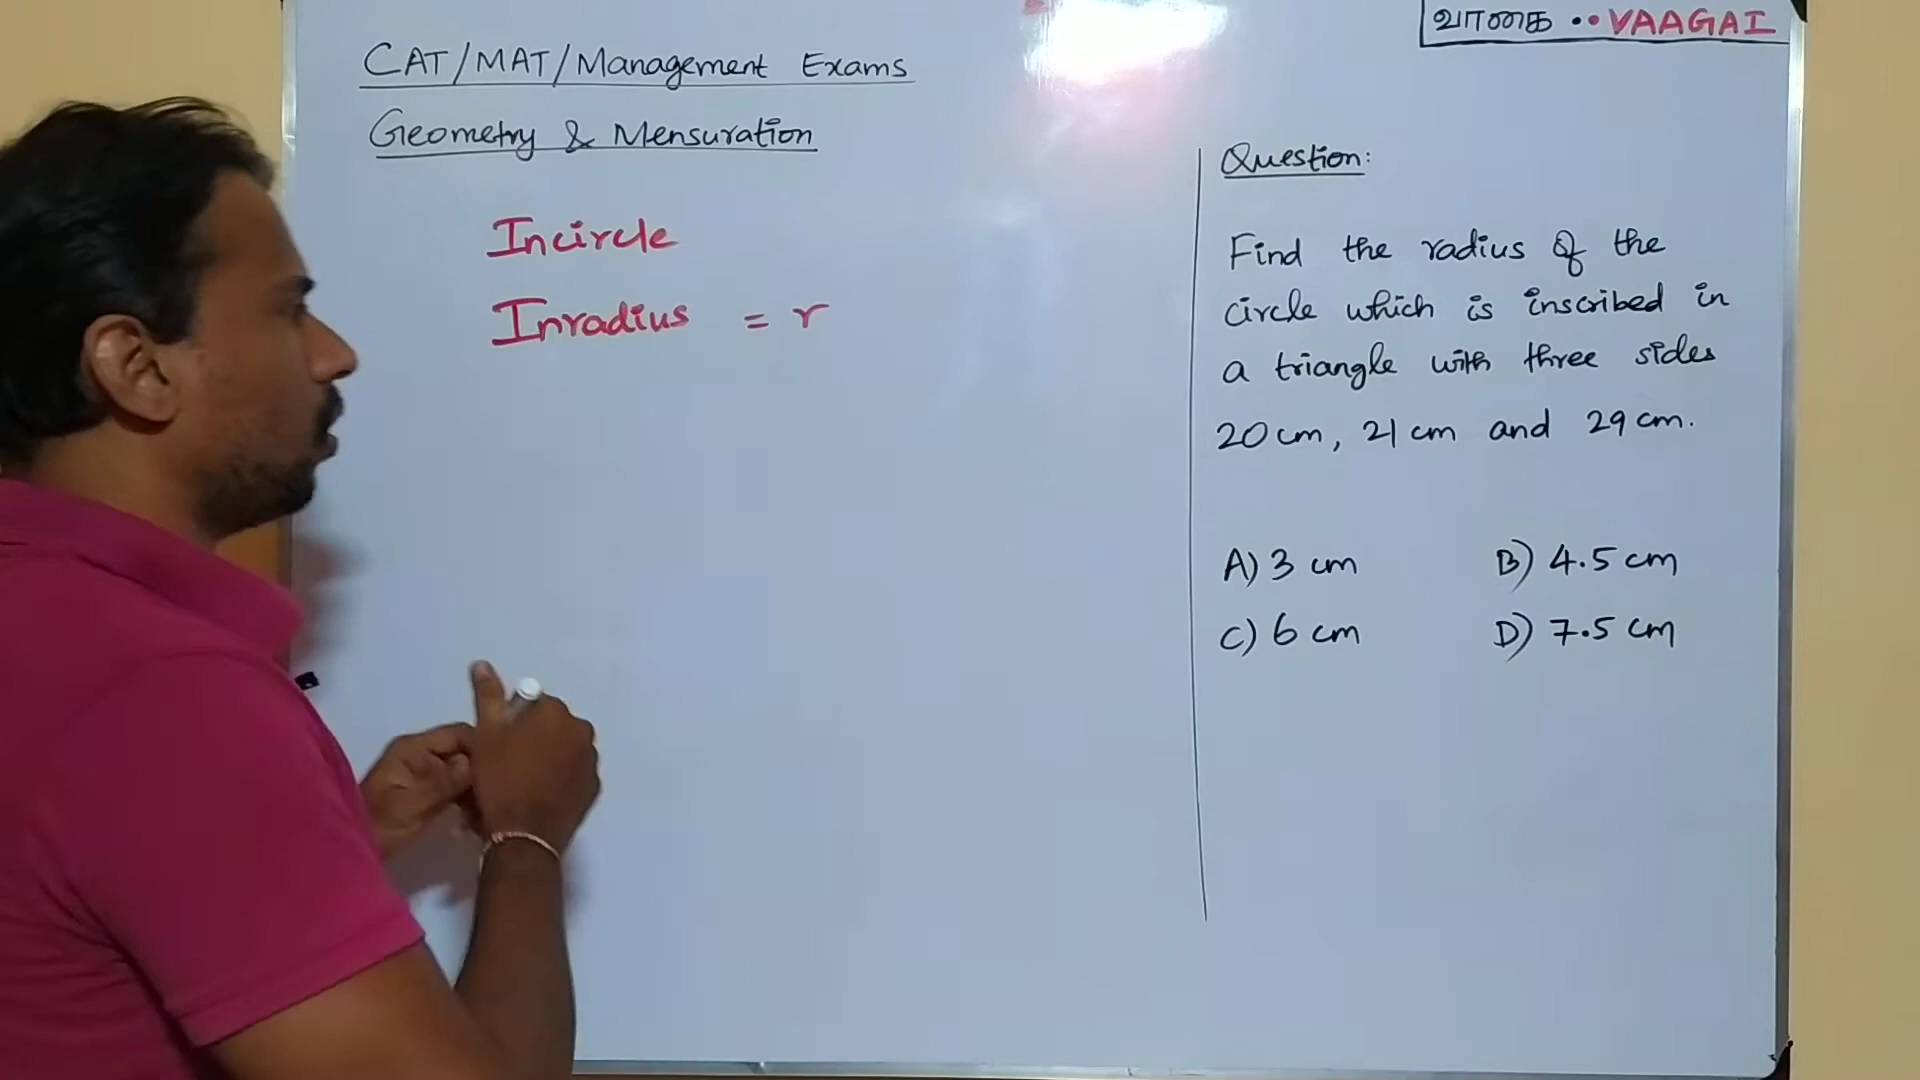 வாகை ..VAAGAI
CAT/MAT/Management Exams
Geometry & Mensuration
Incircle
Inradius = r
Question:
Find the radius of the
circle which is inscribed in
a triangle with three sides
20 cm, 21 cm and 29 cm.
A) 3 cm B) 4.5 cm
C) 6 cm D) 7.5 cm